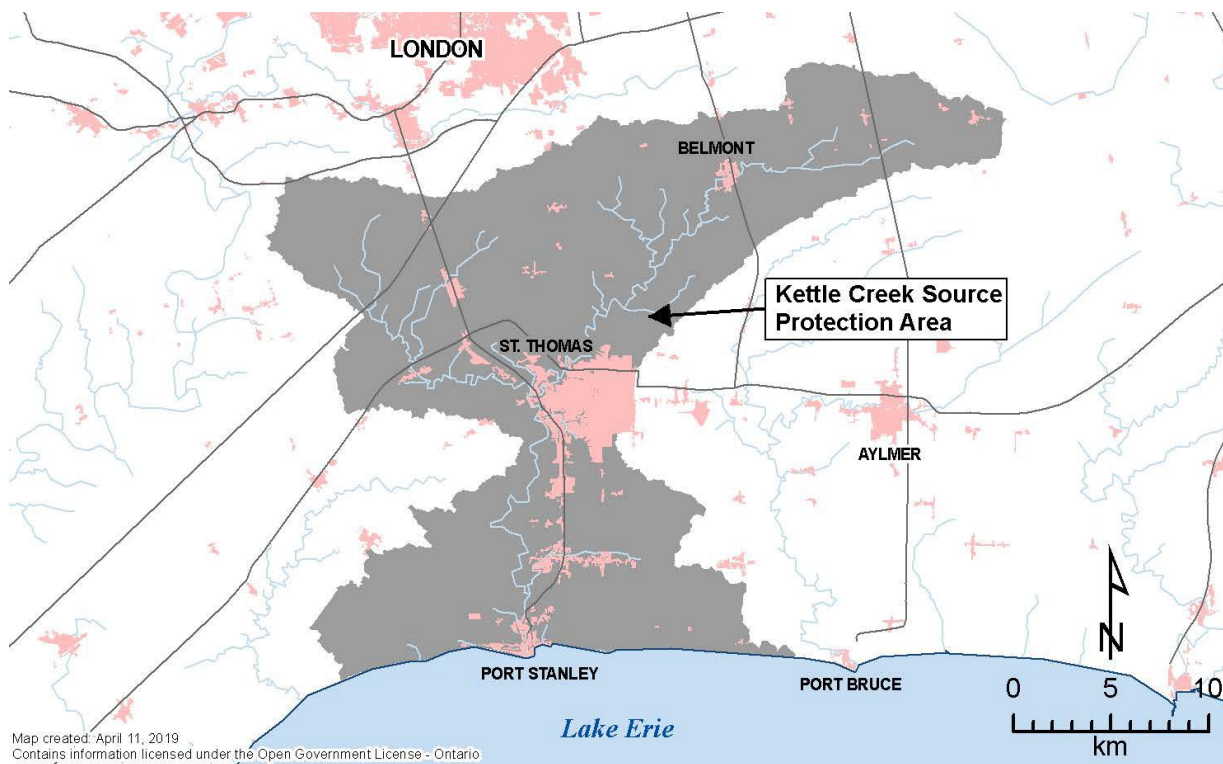 LONDON
BELMONT
Kettle Creek Source
Protection Area
ST. THOMAS
AYLMER
N
PORT STANLEY
PORT BRUCE
0 5 10
km
Lake Erie
Map created: April 11, 2019
Contains information licensed under the Open Government License - Ontario